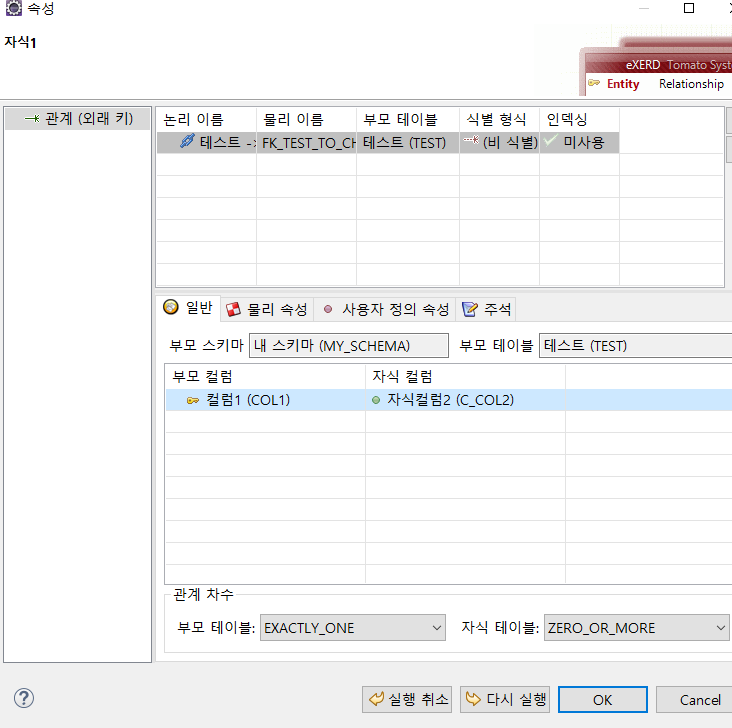 속성
자식1
eXERD Tomato Syst
Entity Relationship
관계 (외래 키)
논리 이름 물리 이름 부모 테이블 식별 형식 인덱싱
테스트 -> FK_TEST_TO_CH 테스트 (TEST) (비 식별) 미사용
일반 물리 속성 사용자 정의 속성 주석
부모 스키마 내 스키마 (MY_SCHEMA) 부모 테이블 테스트 (TEST)
부모 컬럼 자식 컬럼
컬럼1 (COL1) 자식컬럼2 (C_COL2)
관계 차수
부모 테이블: EXACTLY_ONE 자식 테이블: ZERO_OR_MORE
실행 취소 다시 실행 OK Cancel